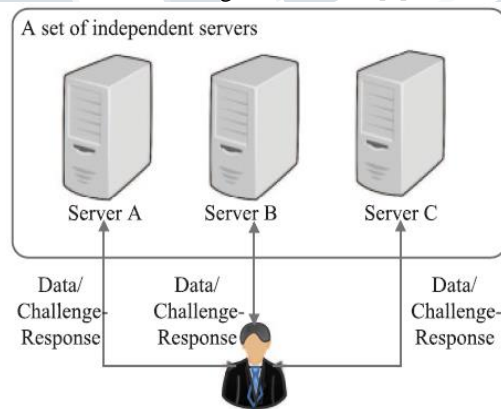 A set of independent servers
Server A
Server B
Server C
Data/
Challenge-
Response
Data/
Challenge-
Response
Data/
Challenge-
Response